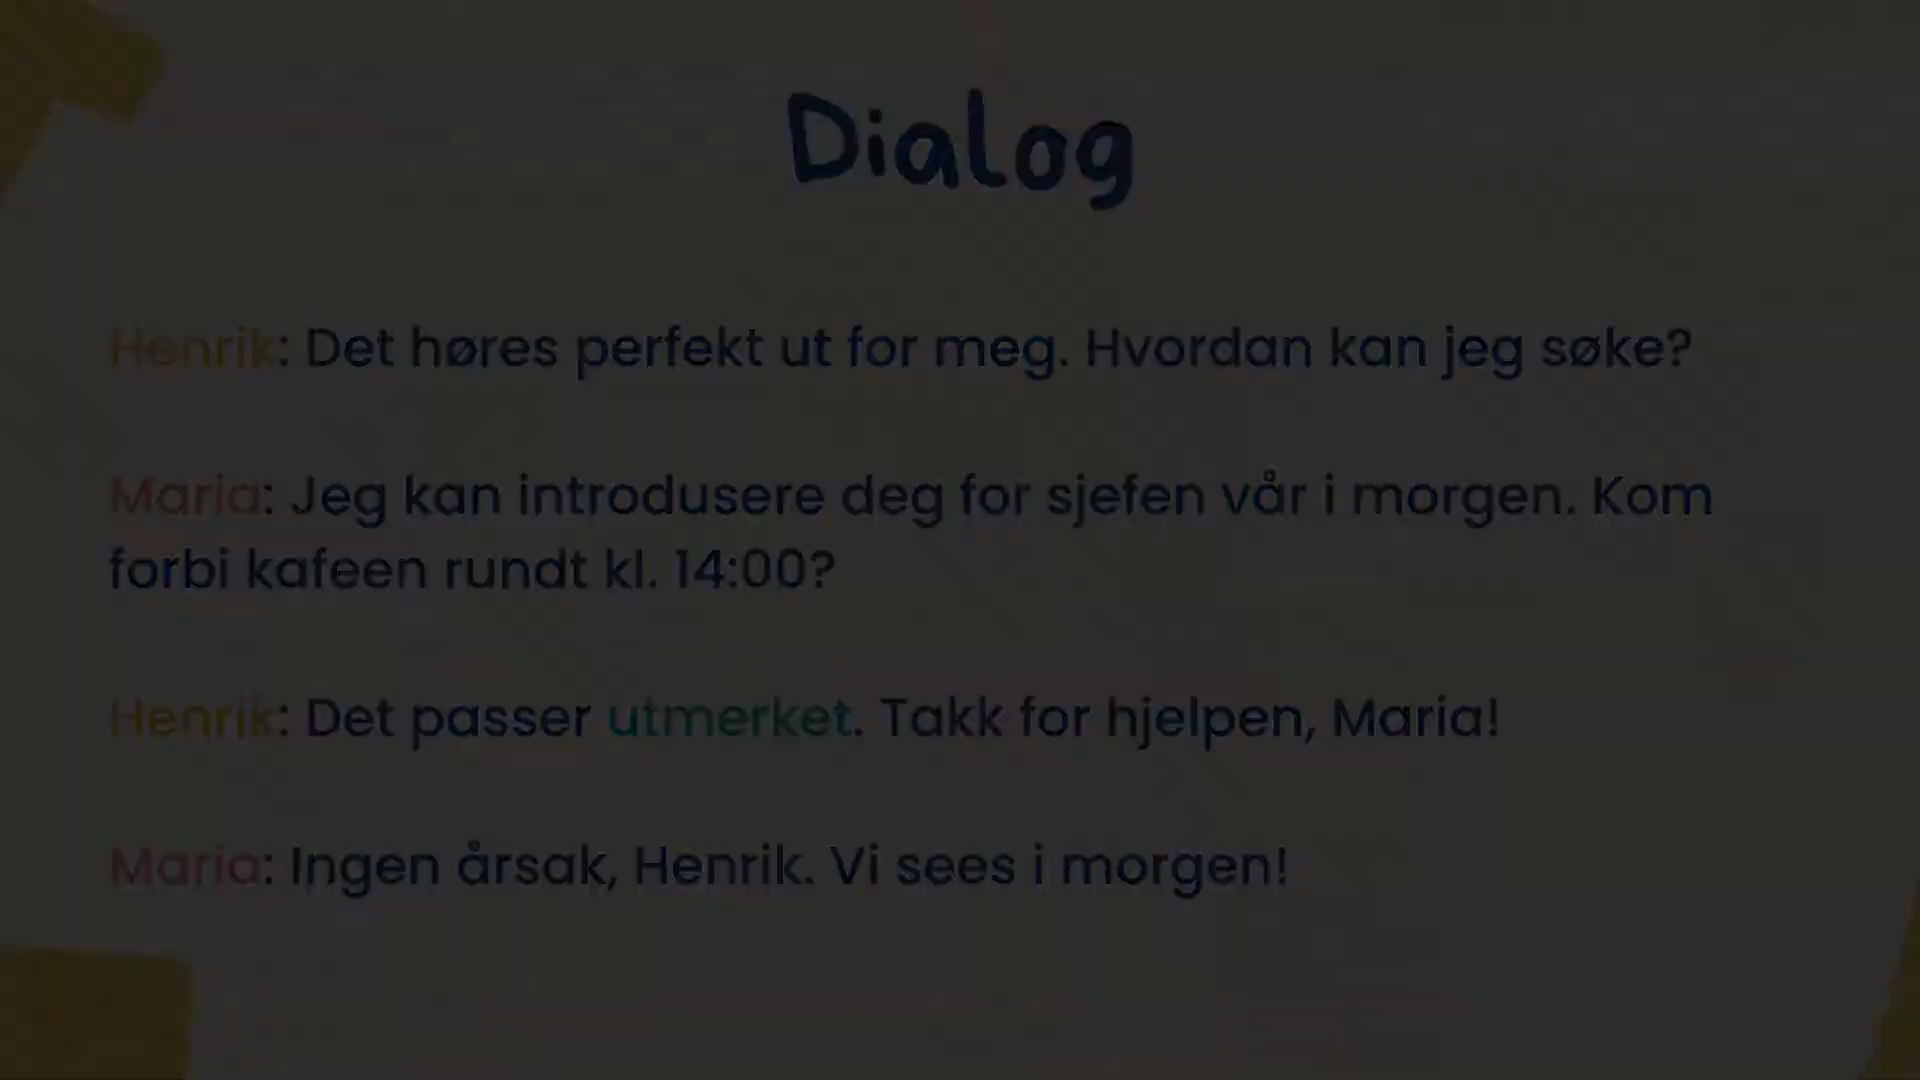 Dialog
Henrik: Det høres perfekt ut for meg. Hvordan kan jeg søke?
Maria: Jeg kan introdusere deg for sjefen vår i morgen. Kom
forbi kafeen rundt kl. 14:00?
Henrik: Det passer utmerket. Takk for hjelpen, Maria!
Maria: Ingen årsak, Henrik. Vi sees i morgen!